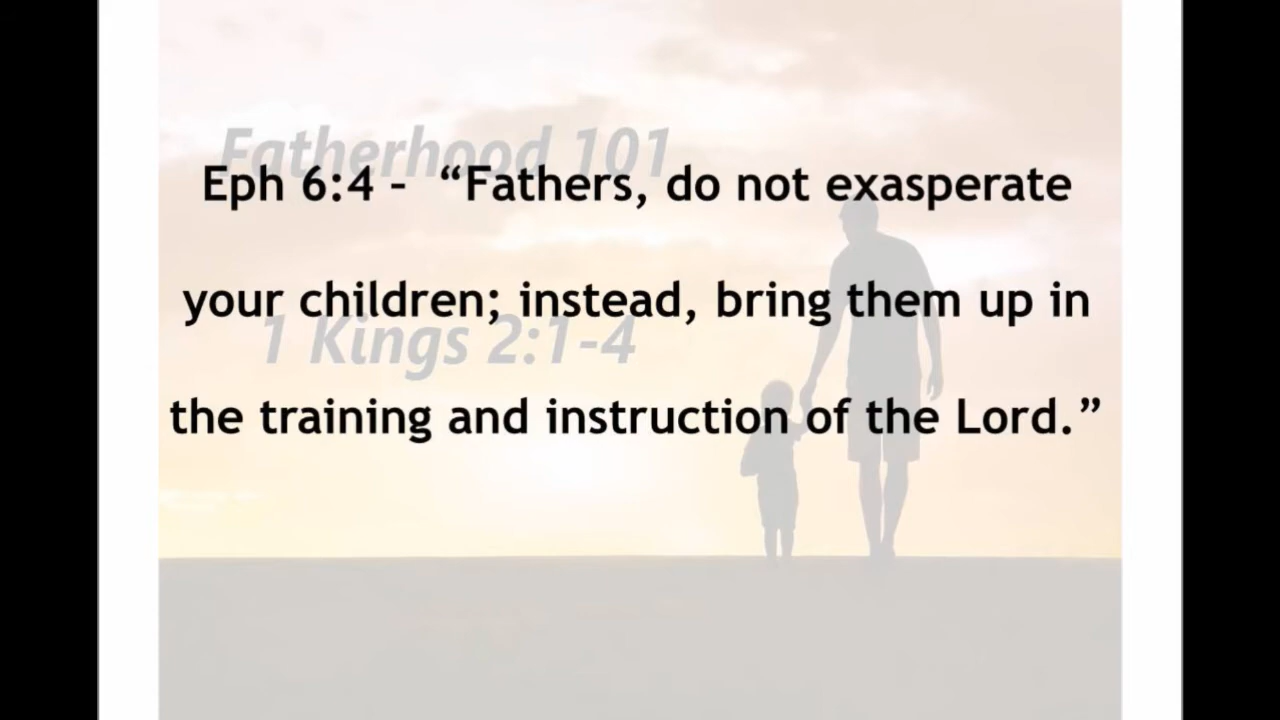 Fatherhood 101
Eph 6:4 – “Fathers, do not exasperate
your children; instead, bring them up in
1 Kings 2:1-4
the training and instruction of the Lord.”